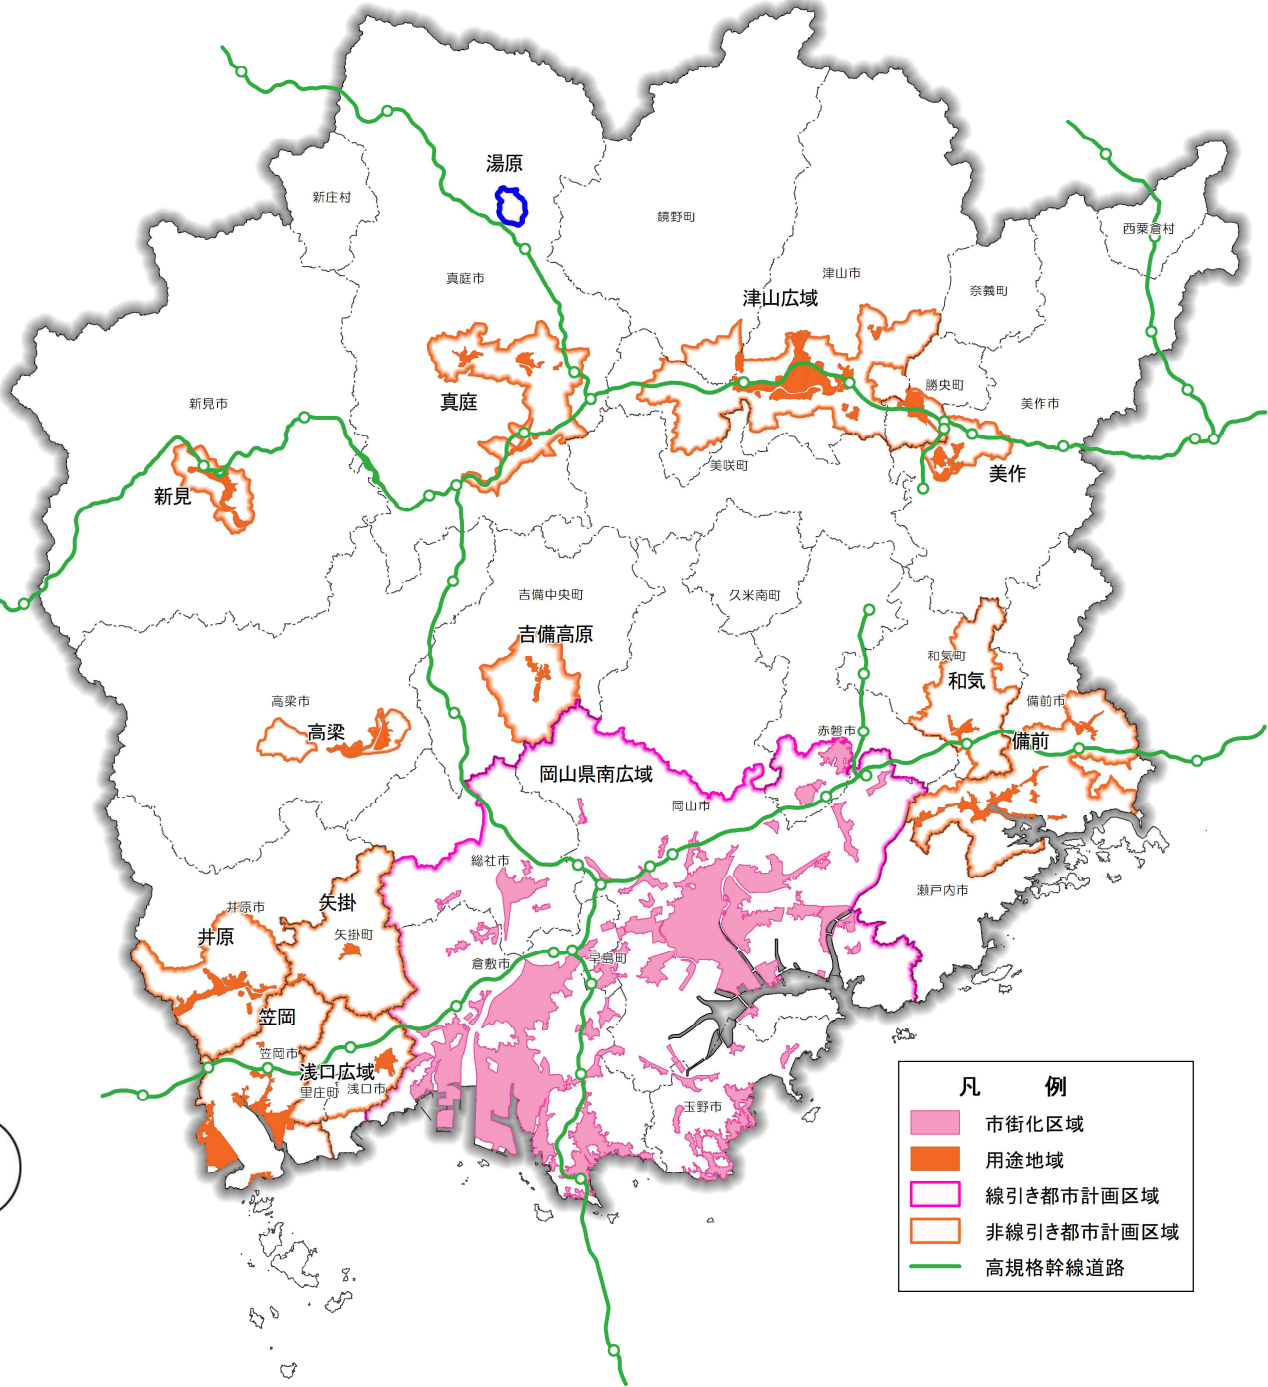 湯原
新庄村
鏡野町
西粟倉村
真庭市
津山市
奈義町
津山広域
勝央町
真庭
新見市
美作市
美咲町
美作
新見
吉備中央町
久米南町
吉備高原
和気町
和気
高梁市
備前市
高梁
赤磐市
備前
岡山県南広域
岡山市
総社市
瀬戸内市
矢掛
井原市
井原
矢掛町
倉敷市
早島町
笠岡
笠岡市
浅口広域
里庄町
浅口市
玉野市
凡 例
市街化区域
用途地域
線引き都市計画区域
非線引き都市計画区域
高規格幹線道路